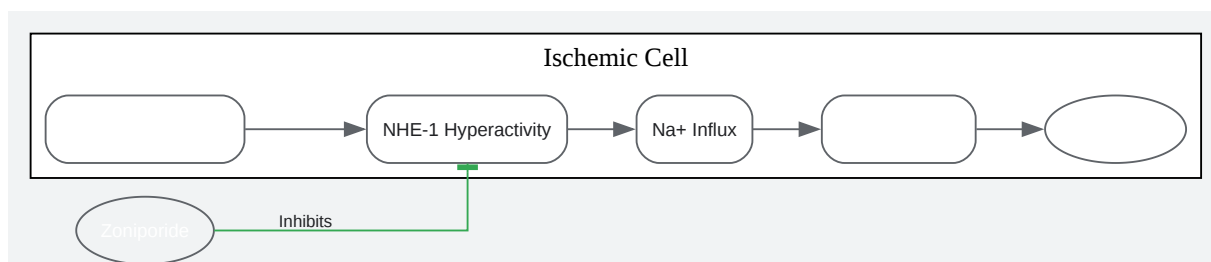 Ischemic Cell
NHE-1 Hyperactivity
Na+ Influx
Zoniporide
Inhibits